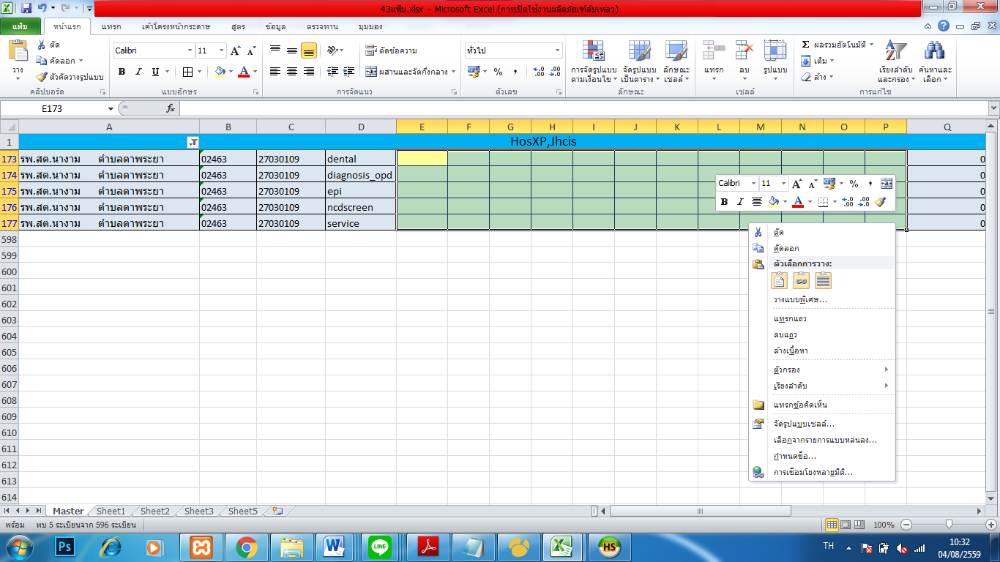 43แฟ้ม.xlsx - Microsoft Excel (การเปิดใช้งานผลิตภัณฑ์ล้มเหลว)
แฟ้ม หน้าแรก แทรก เค้าโครงหน้ากระดาษ สูตร ข้อมูล ตรวจทาน มุมมอง
วาง ตัด คัดลอก ตัวคัดวางรูปแบบ
Calibri 11
B I U
ตัดข้อความ
ผสานและจัดกึ่งกลาง
ทั่วไป
การจัดรูปแบบตามเงื่อนไข จัดรูปแบบเป็นตาราง ลักษณะเซลล์
แทรก ลบ รูปแบบ
ผลรวมอัตโนมัติ
เติม
ล้าง
เรียงลำดับและกรอง ค้นหาและเลือก
คลิปบอร์ด แบบอักษร การจัดแนว ตัวเลข ลักษณะ เซลล์ การแก้ไข
E173 fx
A B C D E F G H I J K L M N O P Q
1 HosXP,Jhcis
173 รพ.สต.นางาม ตำบลตาพระยา 02463 27030109 dental 0
174 รพ.สต.นางาม ตำบลตาพระยา 02463 27030109 diagnosis_opd 0
175 รพ.สต.นางาม ตำบลตาพระยา 02463 27030109 epi 0
176 รพ.สต.นางาม ตำบลตาพระยา 02463 27030109 ncdscreen 0
177 รพ.สต.นางาม ตำบลตาพระยา 02463 27030109 service 0
598
599
600
601
602
603
604
605
606
607
608
609
610
611
612
613
614
Calibri 11 A A % ,
B I A
ตัด
คัดลอก
ตัวเลือกการวาง:
วางแบบพิเศษ...
แทรกแถว
ลบแถว
ล้างเนื้อหา
ตัวกรอง
เรียงลำดับ
แทรกข้อคิดเห็น
จัดรูปแบบเซลล์...
เลือกจากรายการแบบหล่นลง...
กำหนดชื่อ...
การเชื่อมโยงหลายมิติ...
Master Sheet1 Sheet2 Sheet3 Sheet5
พร้อม พบ 5 ระเบียนจาก 596 ระเบียน 100%
Ps LINE HS TH 10:32
04/08/2559